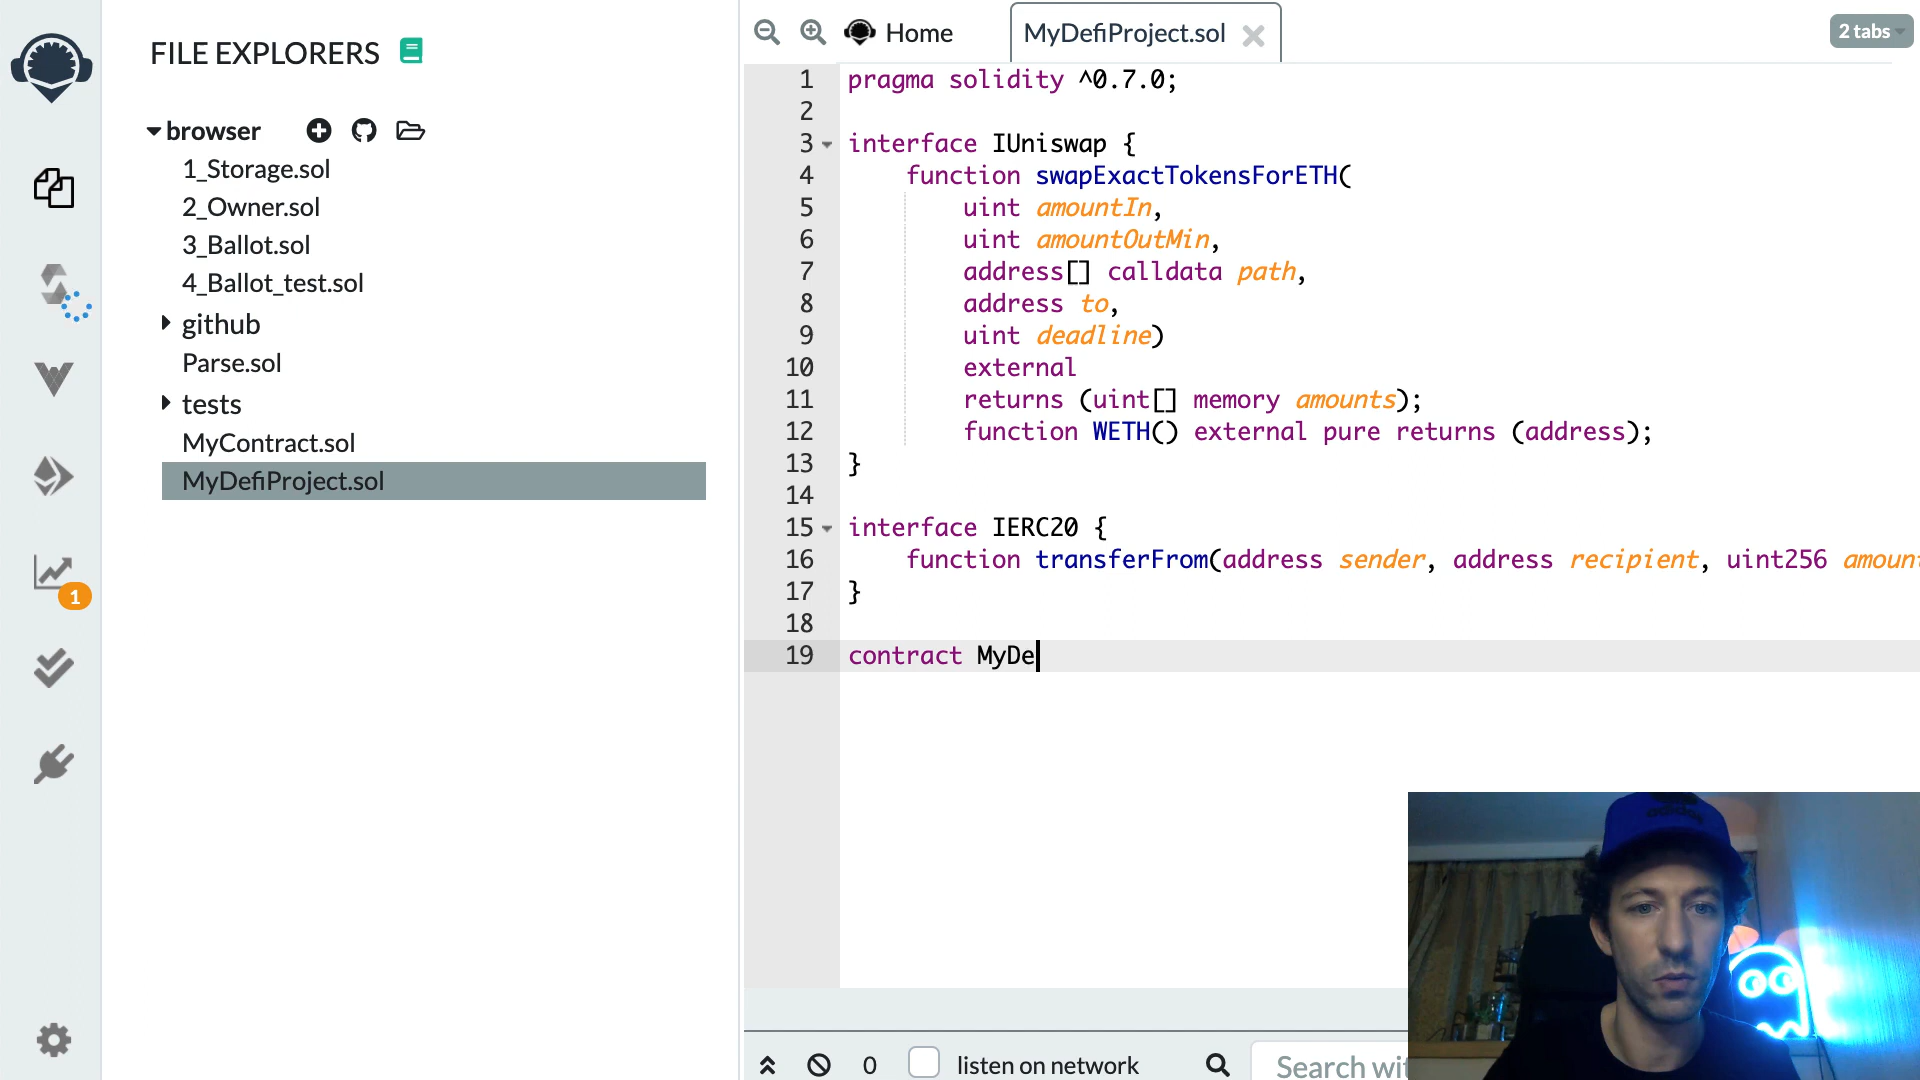 FILE EXPLORERS
browser
1_Storage.sol
2_Owner.sol
3_Ballot.sol
4_Ballot_test.sol
github
Parse.sol
tests
MyContract.sol
MyDefiProject.sol
1
Home
MyDefiProject.sol
2 tabs
1 pragma solidity ^0.7.0;
2
3 interface IUniswap {
4 function swapExactTokensForETH(
5 uint amountIn,
6 uint amountOutMin,
7 address[] calldata path,
8 address to,
9 uint deadline)
10 external
11 returns (uint[] memory amounts);
12 function WETH() external pure returns (address);
13 }
14
15 interface IERC20 {
16 function transferFrom(address sender, address recipient, uint256 amoun
17 }
18
19 contract MyDe
0 listen on network
Search wit